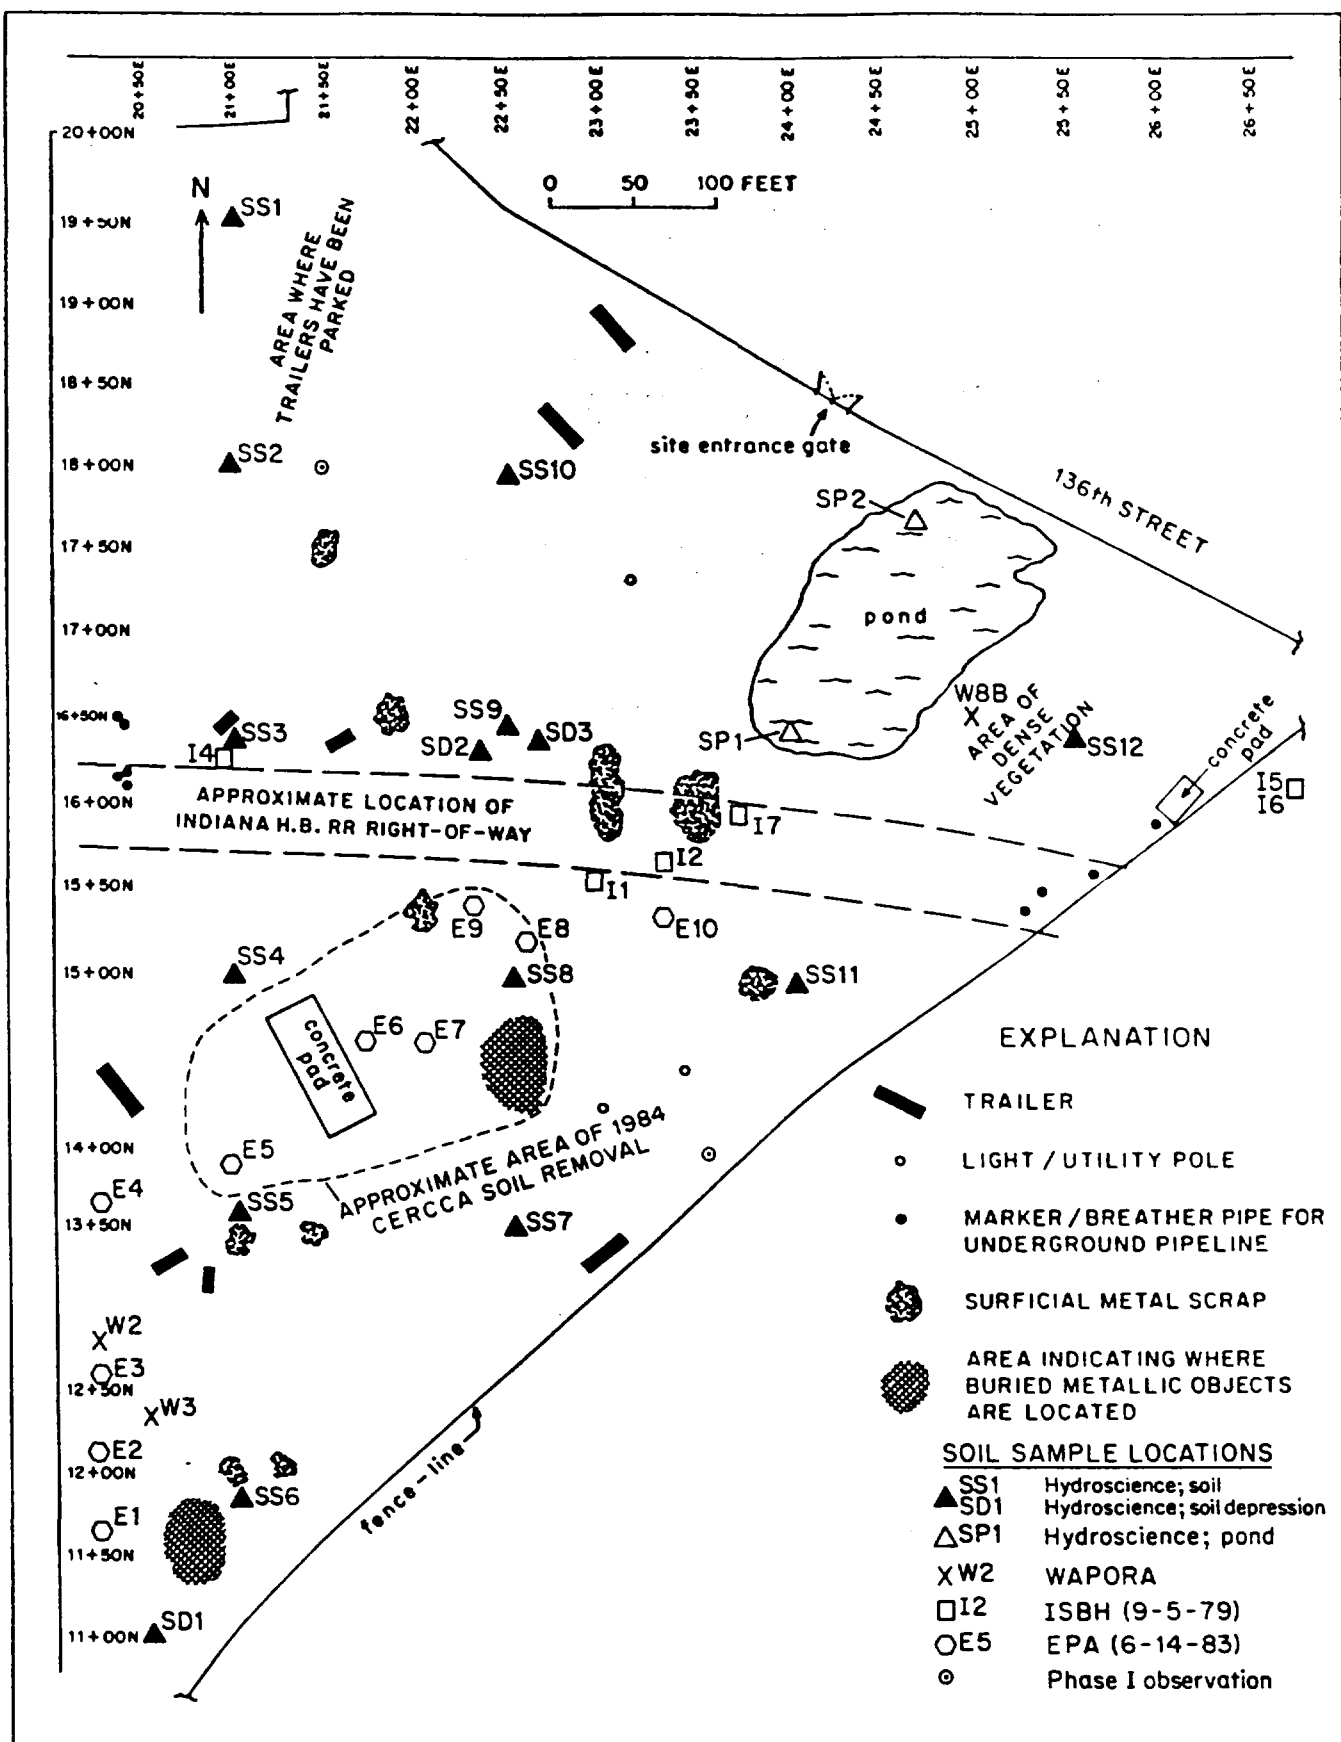 20+50E
21+00E
21+50E
22+00E
22+50E
23+00E
23+50E
24+00E
24+50E
25+00E
25+50E
26+00E
26+50E
20+00N
0 50 100 FEET
N
SS1
19+50N
AREA WHERE
TRAILERS HAVE BEEN
PARKED
19+00N
18+50N
site entrance gate
SS2
SS10
18+00N
136th STREET
SP2
17+50N
pond
17+00N
W8B
16+50N
SS9
SS3
SD2
SD3
SP1
I4
AREA OF
DENSE
VEGETATION
SS12
concrete
pad
I5
I6
16+00N
APPROXIMATE LOCATION OF
INDIANA H.B. RR RIGHT-OF-WAY
I7
I2
I1
15+50N
E9
E8
E10
SS4
15+00N
SS8
SS11
concrete
pad
E6
E7
14+00N
E5
APPROXIMATE AREA OF 1984
CERCCA SOIL REMOVAL
E4
SS5
13+50N
SS7
W2
E3
12+50N
W3
E2
12+00N
SS6
fence-line
E1
11+50N
SD1
11+00N
EXPLANATION
TRAILER
LIGHT / UTILITY POLE
MARKER / BREATHER PIPE FOR
UNDERGROUND PIPELINE
SURFICIAL METAL SCRAP
AREA INDICATING WHERE
BURIED METALLIC OBJECTS
ARE LOCATED
SOIL SAMPLE LOCATIONS
SS1 Hydroscience; soil
SD1 Hydroscience; soil depression
SP1 Hydroscience; pond
W2 WAPORA
I2 ISBH (9-5-79)
E5 EPA (6-14-83)
Phase I observation